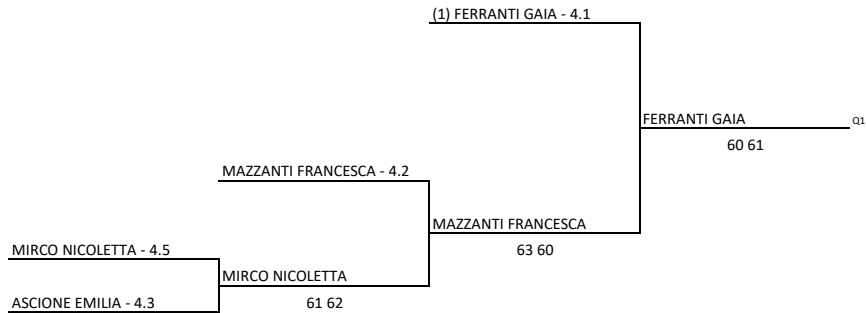 (1) FERRANTI GAIA - 4.1
FERRANTI GAIA
Q1
60 61
MAZZANTI FRANCESCA - 4.2
MAZZANTI FRANCESCA
63 60
MIRCO NICOLETTA - 4.5
MIRCO NICOLETTA
61 62
ASCIONE EMILIA - 4.3